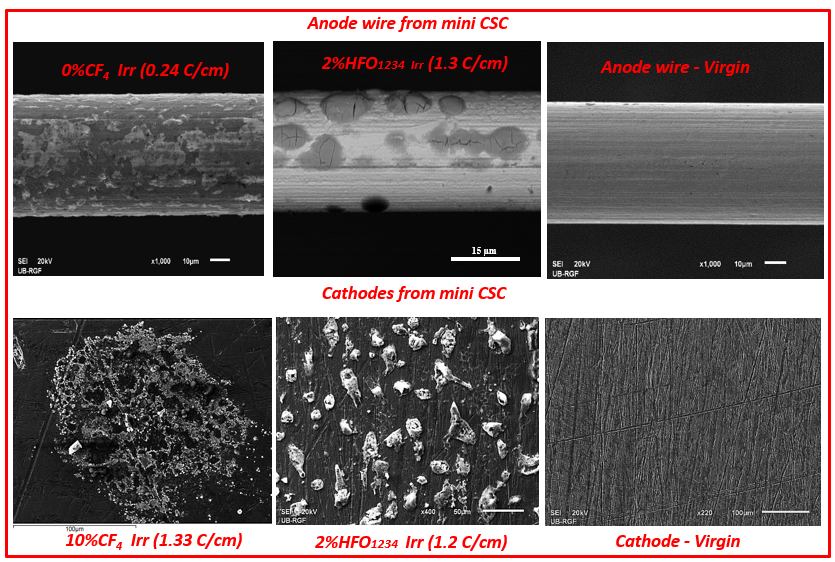 Anode wire from mini CSC
0%CF4 Irr (0.24 C/cm)
2%HFO1234 Irr (1.3 C/cm)
Anode wire - Virgin
SEI 20kV x1,000 10μm
UB-RGF
15 μm
SEI 20kV x1,000 10μm
UB-RGF
Cathodes from mini CSC
100μm
SEI 20kV x400 50μm
UB-RGF
SEI 20kV x220 100μm
UB-RGF
10%CF4 Irr (1.33 C/cm)
2%HFO1234 Irr (1.2 C/cm)
Cathode - Virgin